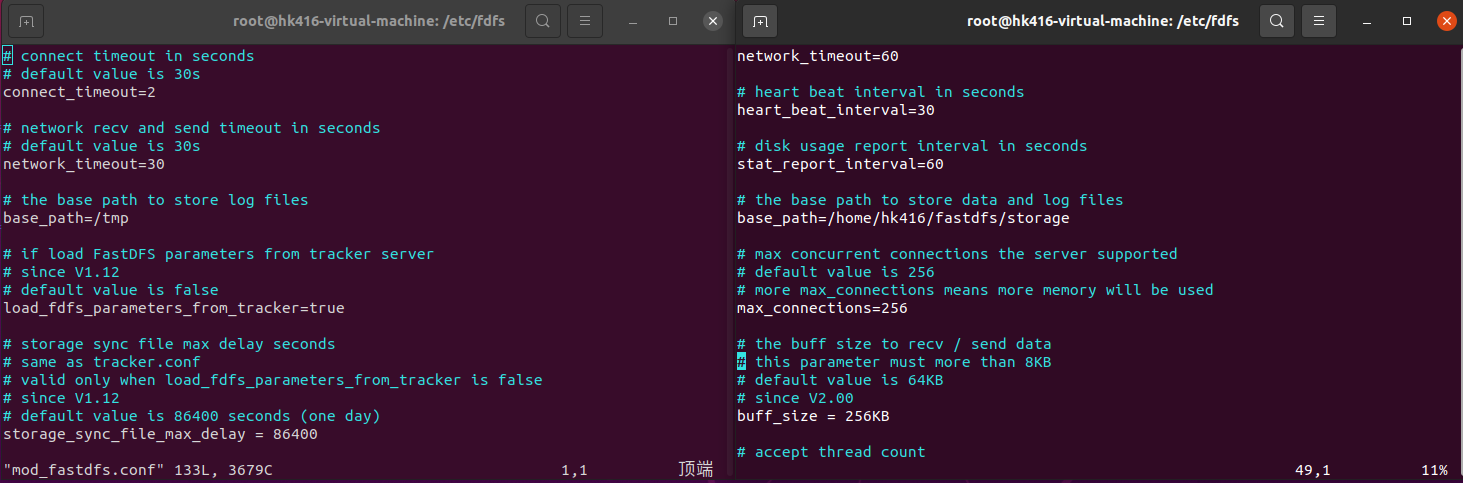 root@hk416-virtual-machine: /etc/fdfs
# connect timeout in seconds
# default value is 30s
connect_timeout=2
# network recv and send timeout in seconds
# default value is 30s
network_timeout=30
# the base path to store log files
base_path=/tmp
# if load FastDFS parameters from tracker server
# since V1.12
# default value is false
load_fdfs_parameters_from_tracker=true
# storage sync file max delay seconds
# same as tracker.conf
# valid only when load_fdfs_parameters_from_tracker is false
# since V1.12
# default value is 86400 seconds (one day)
storage_sync_file_max_delay = 86400
"mod_fastdfs.conf" 133L, 3679C 1,1 顶端
root@hk416-virtual-machine: /etc/fdfs
network_timeout=60
# heart beat interval in seconds
heart_beat_interval=30
# disk usage report interval in seconds
stat_report_interval=60
# the base path to store data and log files
base_path=/home/hk416/fastdfs/storage
# max concurrent connections the server supported
# default value is 256
# more max_connections means more memory will be used
max_connections=256
# the buff size to recv / send data
# this parameter must more than 8KB
# default value is 64KB
# since V2.00
buff_size = 256KB
# accept thread count
49,1 11%